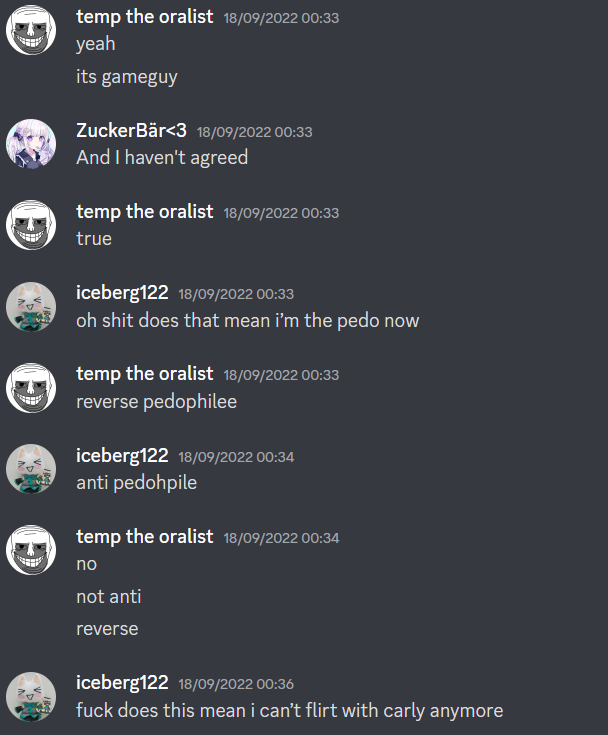 temp the oralist 18/09/2022 00:33
yeah
its gameguy
ZuckerBär<3 18/09/2022 00:33
And I haven't agreed
temp the oralist 18/09/2022 00:33
true
iceberg122 18/09/2022 00:33
oh shit does that mean i’m the pedo now
temp the oralist 18/09/2022 00:33
reverse pedophilee
iceberg122 18/09/2022 00:34
anti pedohpile
temp the oralist 18/09/2022 00:34
no
not anti
reverse
iceberg122 18/09/2022 00:36
fuck does this mean i can’t flirt with carly anymore